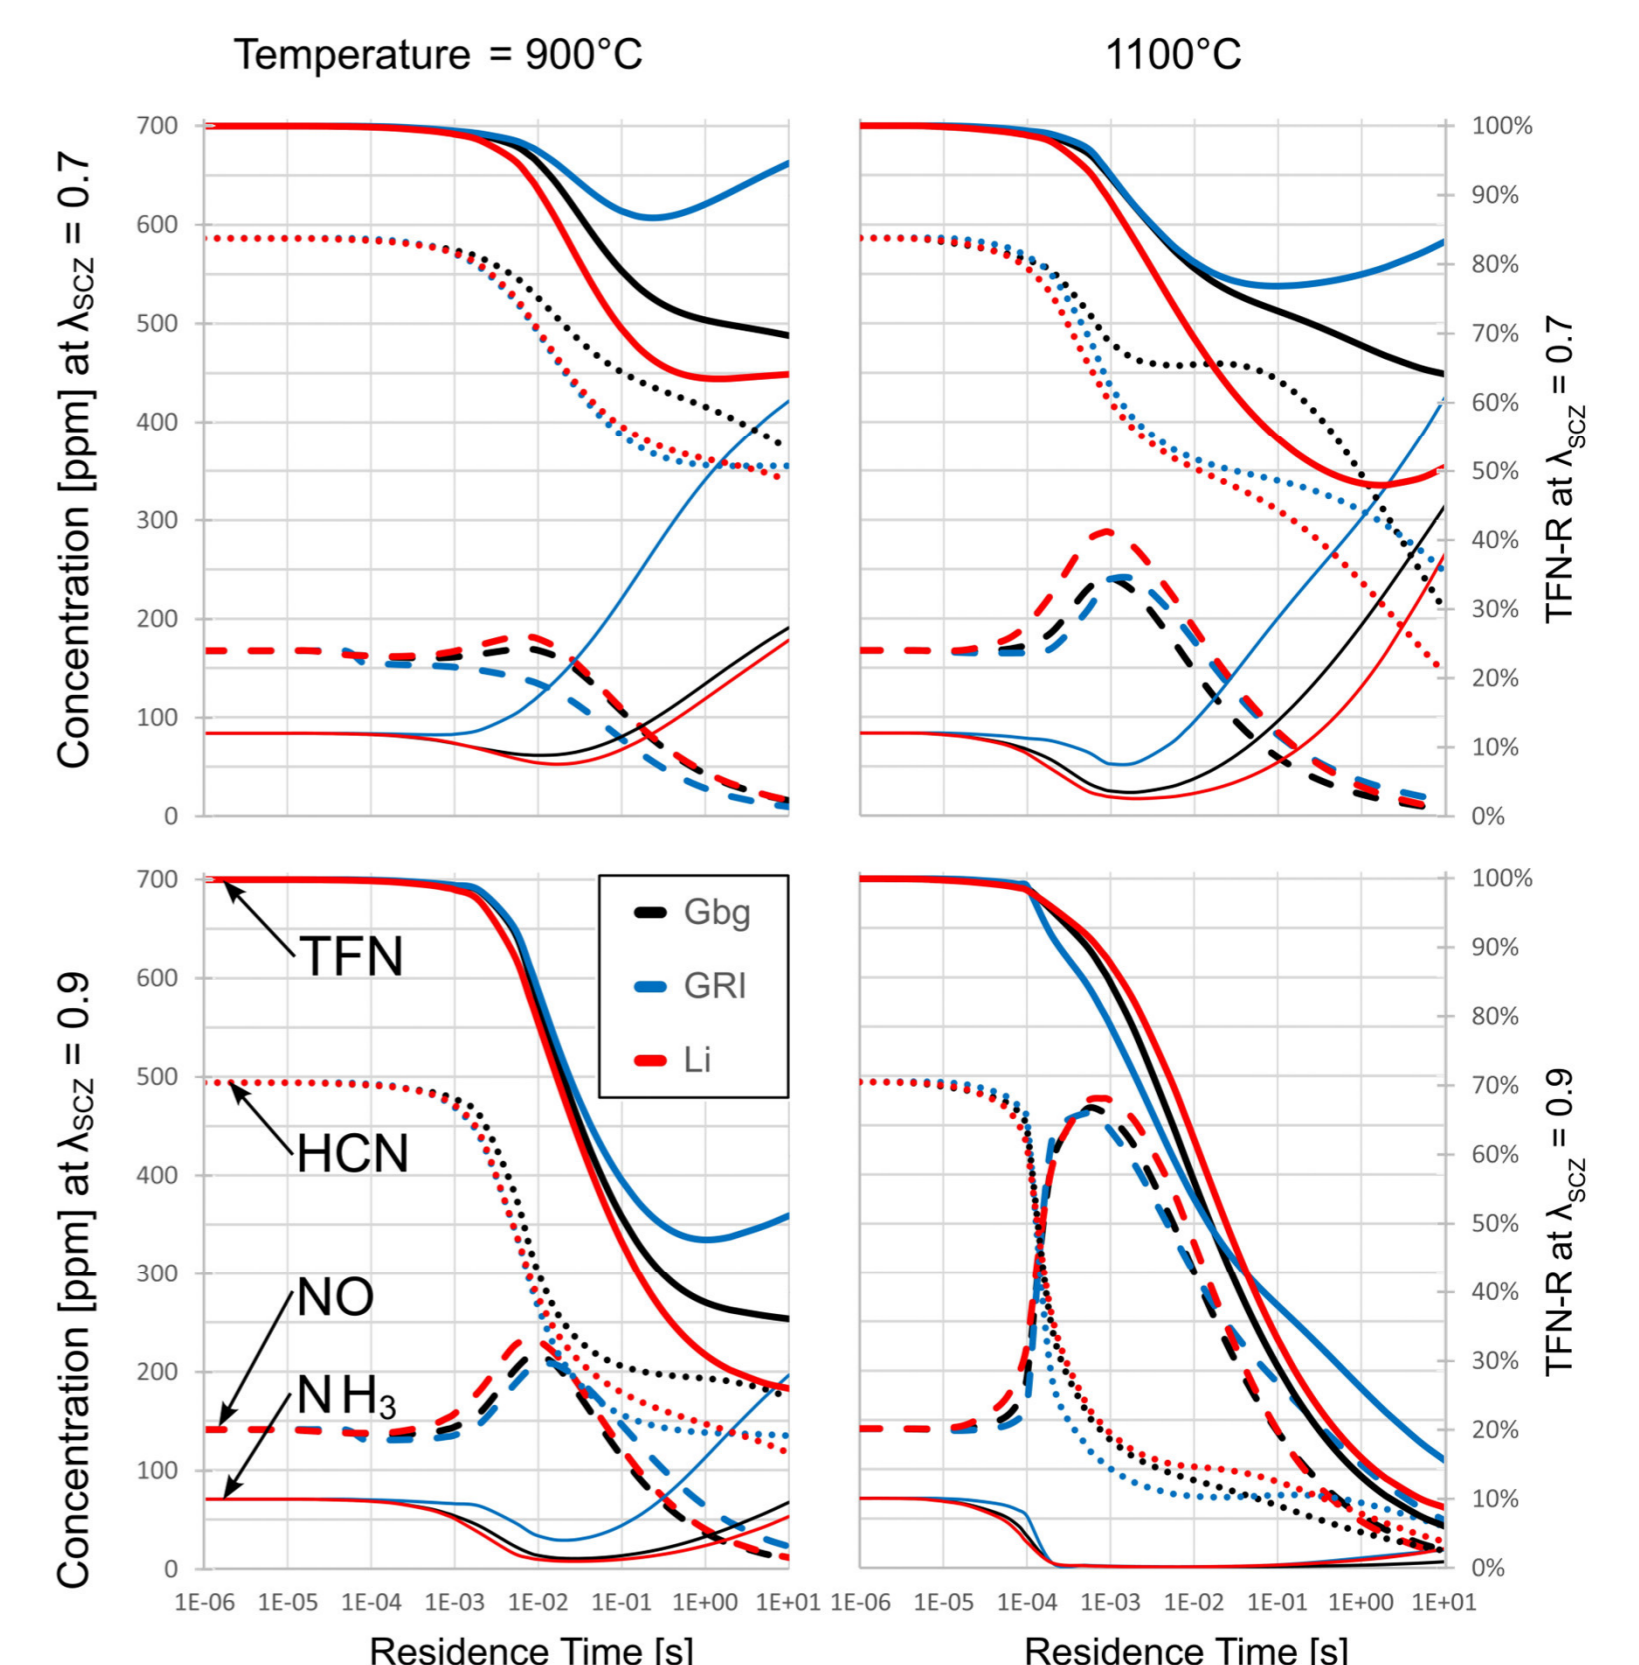 Temperature = 900°C
1100°C
Concentration [ppm] at λSCZ = 0.7
700
600
500
400
300
200
100
0
100%
90%
80%
70%
60%
50%
40%
30%
20%
10%
0%
TFN-R at λSCZ = 0.7
Concentration [ppm] at λSCZ = 0.9
700
600
500
400
300
200
100
0
TFN
HCN
NO
NH3
Gbg
GRI
Li
100%
90%
80%
70%
60%
50%
40%
30%
20%
10%
0%
TFN-R at λSCZ = 0.9
1E-06 1E-05 1E-04 1E-03 1E-02 1E-01 1E+00 1E+01
1E-06 1E-05 1E-04 1E-03 1E-02 1E-01 1E+00 1E+01
Residence Time [s]
Residence Time [s]